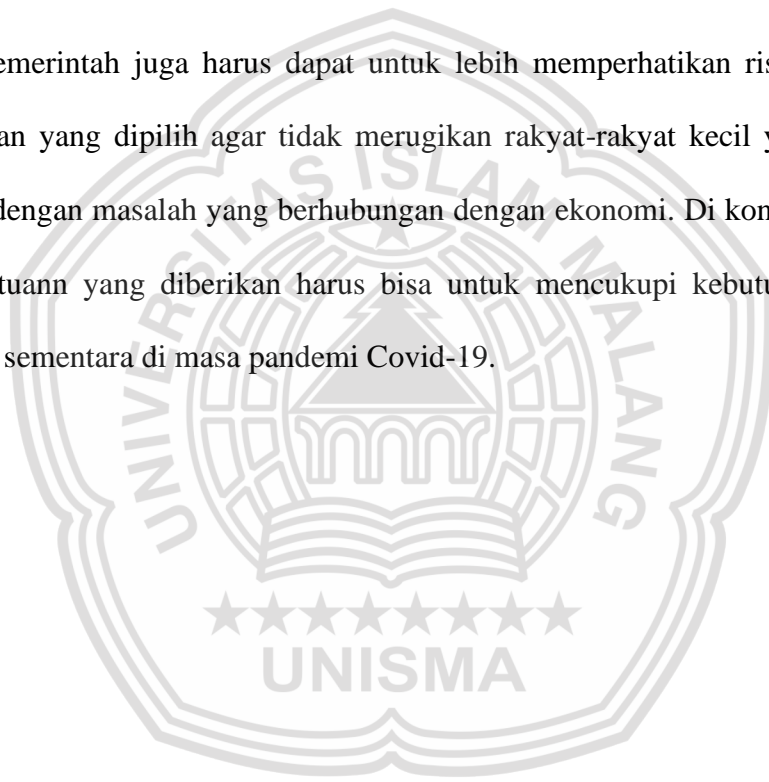 emerintah juga harus dapat untuk lebih memperhatikan ris
an yang dipilih agar tidak merugikan rakyat-rakyat kecil y
dengan masalah yang berhubungan dengan ekonomi. Di kon
tuann yang diberikan harus bisa untuk mencukupi kebutu
sementara di masa pandemi Covid-19.
UNIVERSITAS ISLAM MALANG
UNISMA